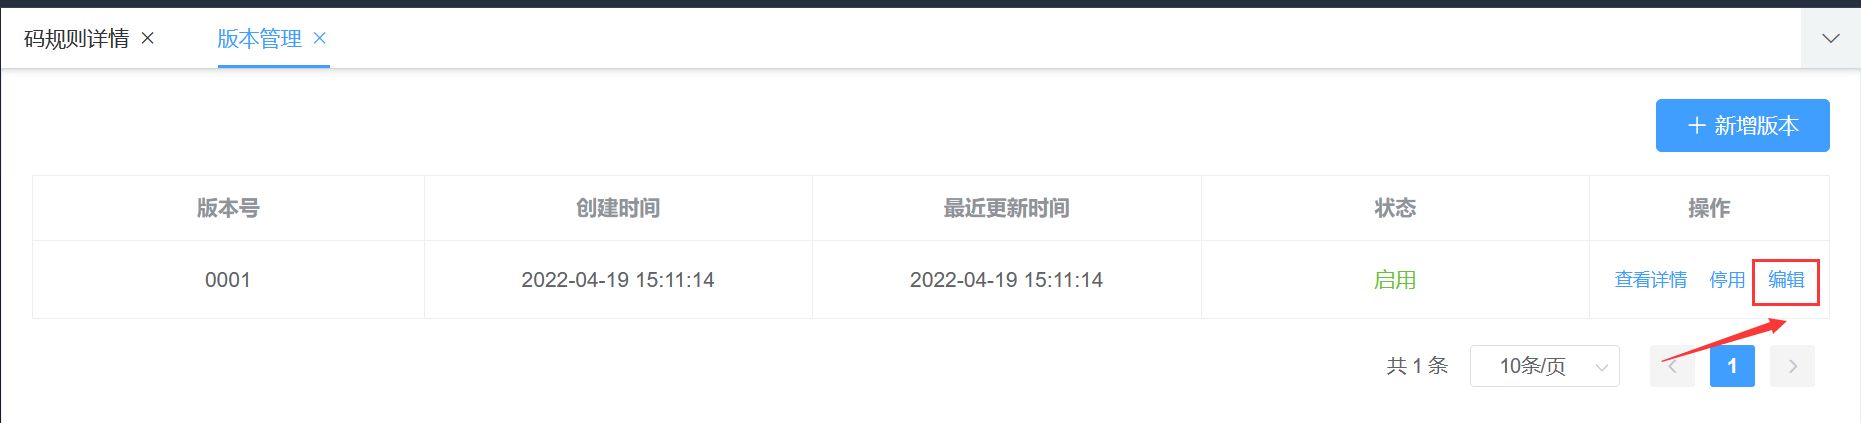 码规则详情 × 版本管理 ×
+ 新增版本
版本号 创建时间 最近更新时间 状态 操作
0001 2022-04-19 15:11:14 2022-04-19 15:11:14 启用 查看详情 停用 编辑
共 1 条 10条/页 1